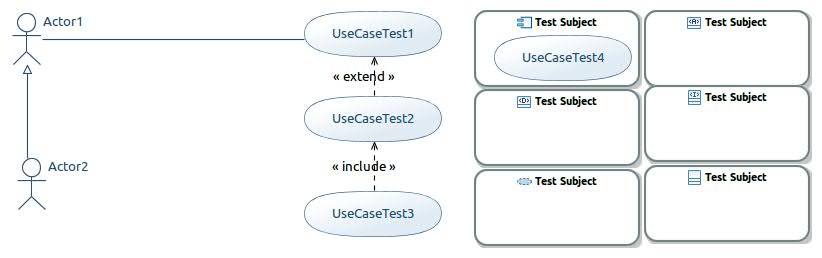 Actor1
UseCaseTest1
« extend »
UseCaseTest2
Actor2
« include »
UseCaseTest3
Test Subject
UseCaseTest4
<A>
Test Subject
<D>
Test Subject
<I>
Test Subject
Test Subject
Test Subject